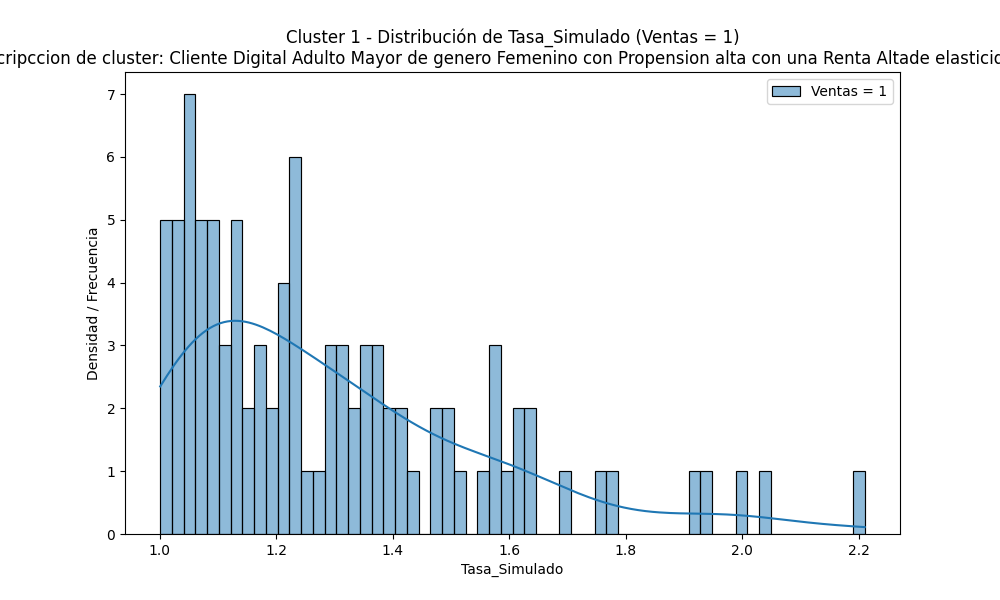 Cluster 1 - Distribución de Tasa_Simulado (Ventas = 1)
cripccion de cluster: Cliente Digital Adulto Mayor de genero Femenino con Propension alta con una Renta Altade elasticid
Ventas = 1
Densidad / Frecuencia
7
6
5
4
3
2
1
0
1.0 1.2 1.4 1.6 1.8 2.0 2.2
Tasa_Simulado